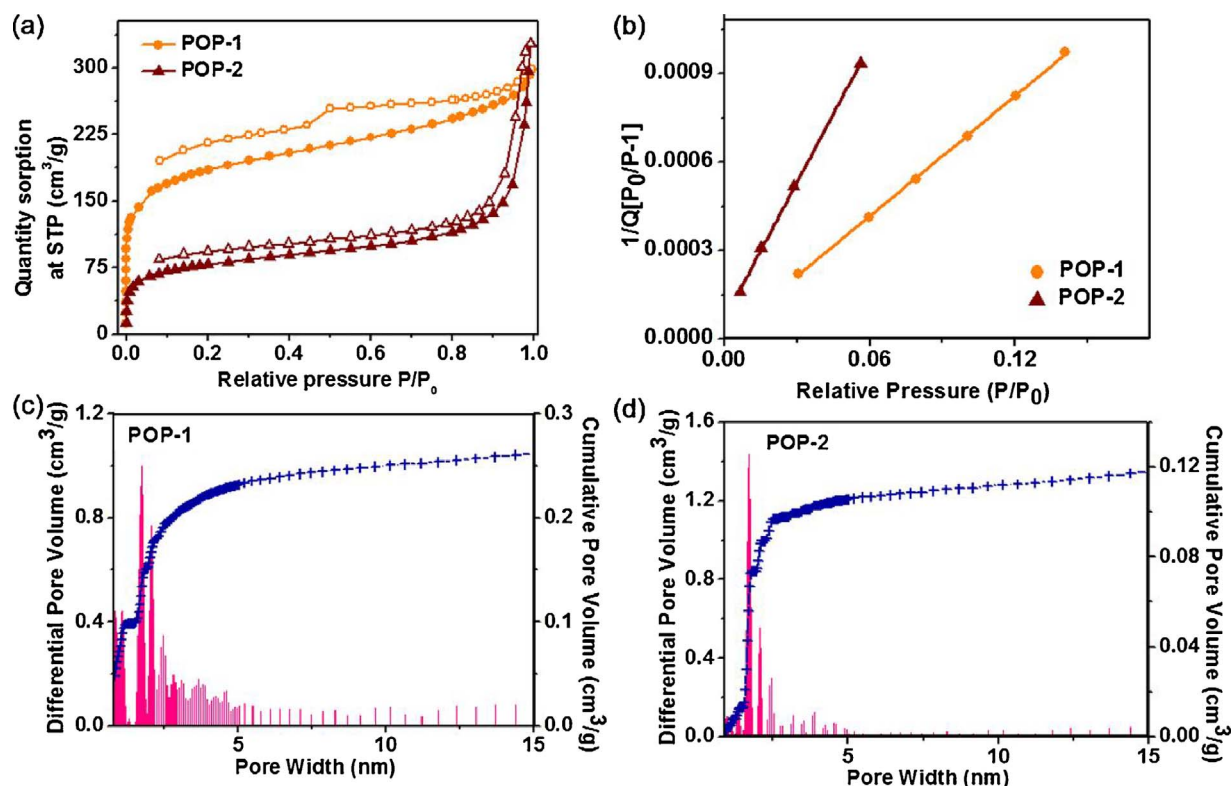 (a)
POP-1
POP-2
300
225
150
75
0
Quantity sorption
at STP (cm³/g)
0.0 0.2 0.4 0.6 0.8 1.0
Relative pressure P/P₀
(b)
0.0009
0.0006
0.0003
0.0000
1/Q[P₀/P-1]
POP-1
POP-2
0.00 0.06 0.12
Relative Pressure (P/P₀)
(c)
POP-1
1.2
0.8
0.4
0.0
Differential Pore Volume (cm³/g)
0.3
0.2
0.1
0.0
Cumulative Pore Volume (cm³/g)
5 10 15
Pore Width (nm)
(d)
POP-2
1.6
1.2
0.8
0.4
0.0
Differential Pore Volume (cm³/g)
0.12
0.08
0.04
0.00
Cumulative Pore Volume (cm³/g)
5 10 15
Pore Width (nm)